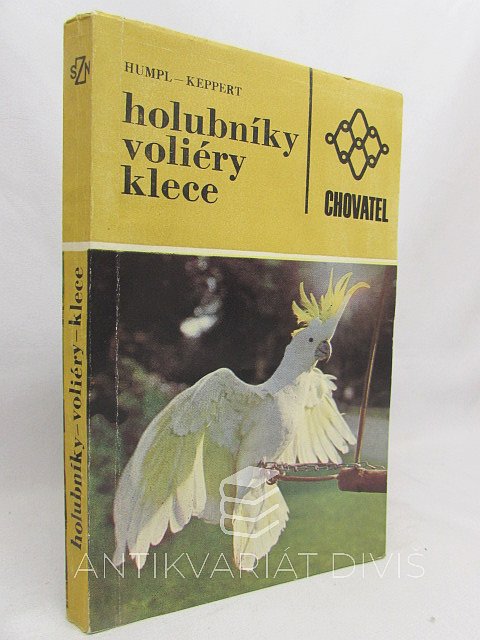 SZN
HUMPL—KEPPERT
holubníky
voliéry
klece
CHOVATEL
holubníky—voliéry—klece
ANTIKVARIÁT DIVIŠ